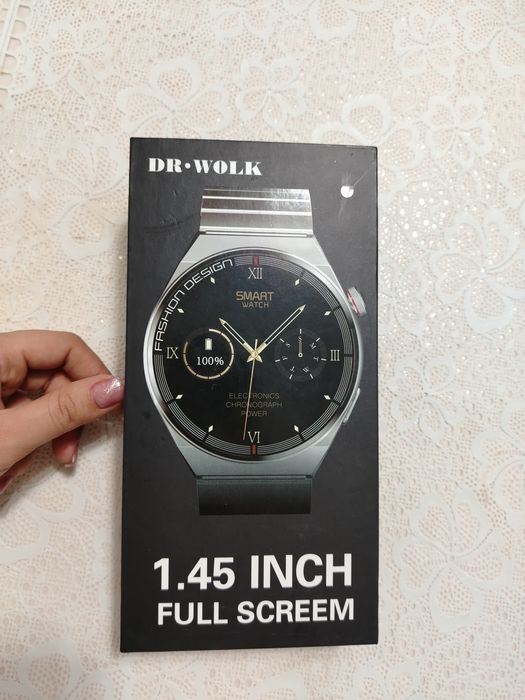 DR·WOLK
FASHION DESIGN
XII
SMART
WATCH
IX
100%
III
ELECTRONICS
CHRONOGRAPH
POWER
VI
1.45 INCH
FULL SCREEM